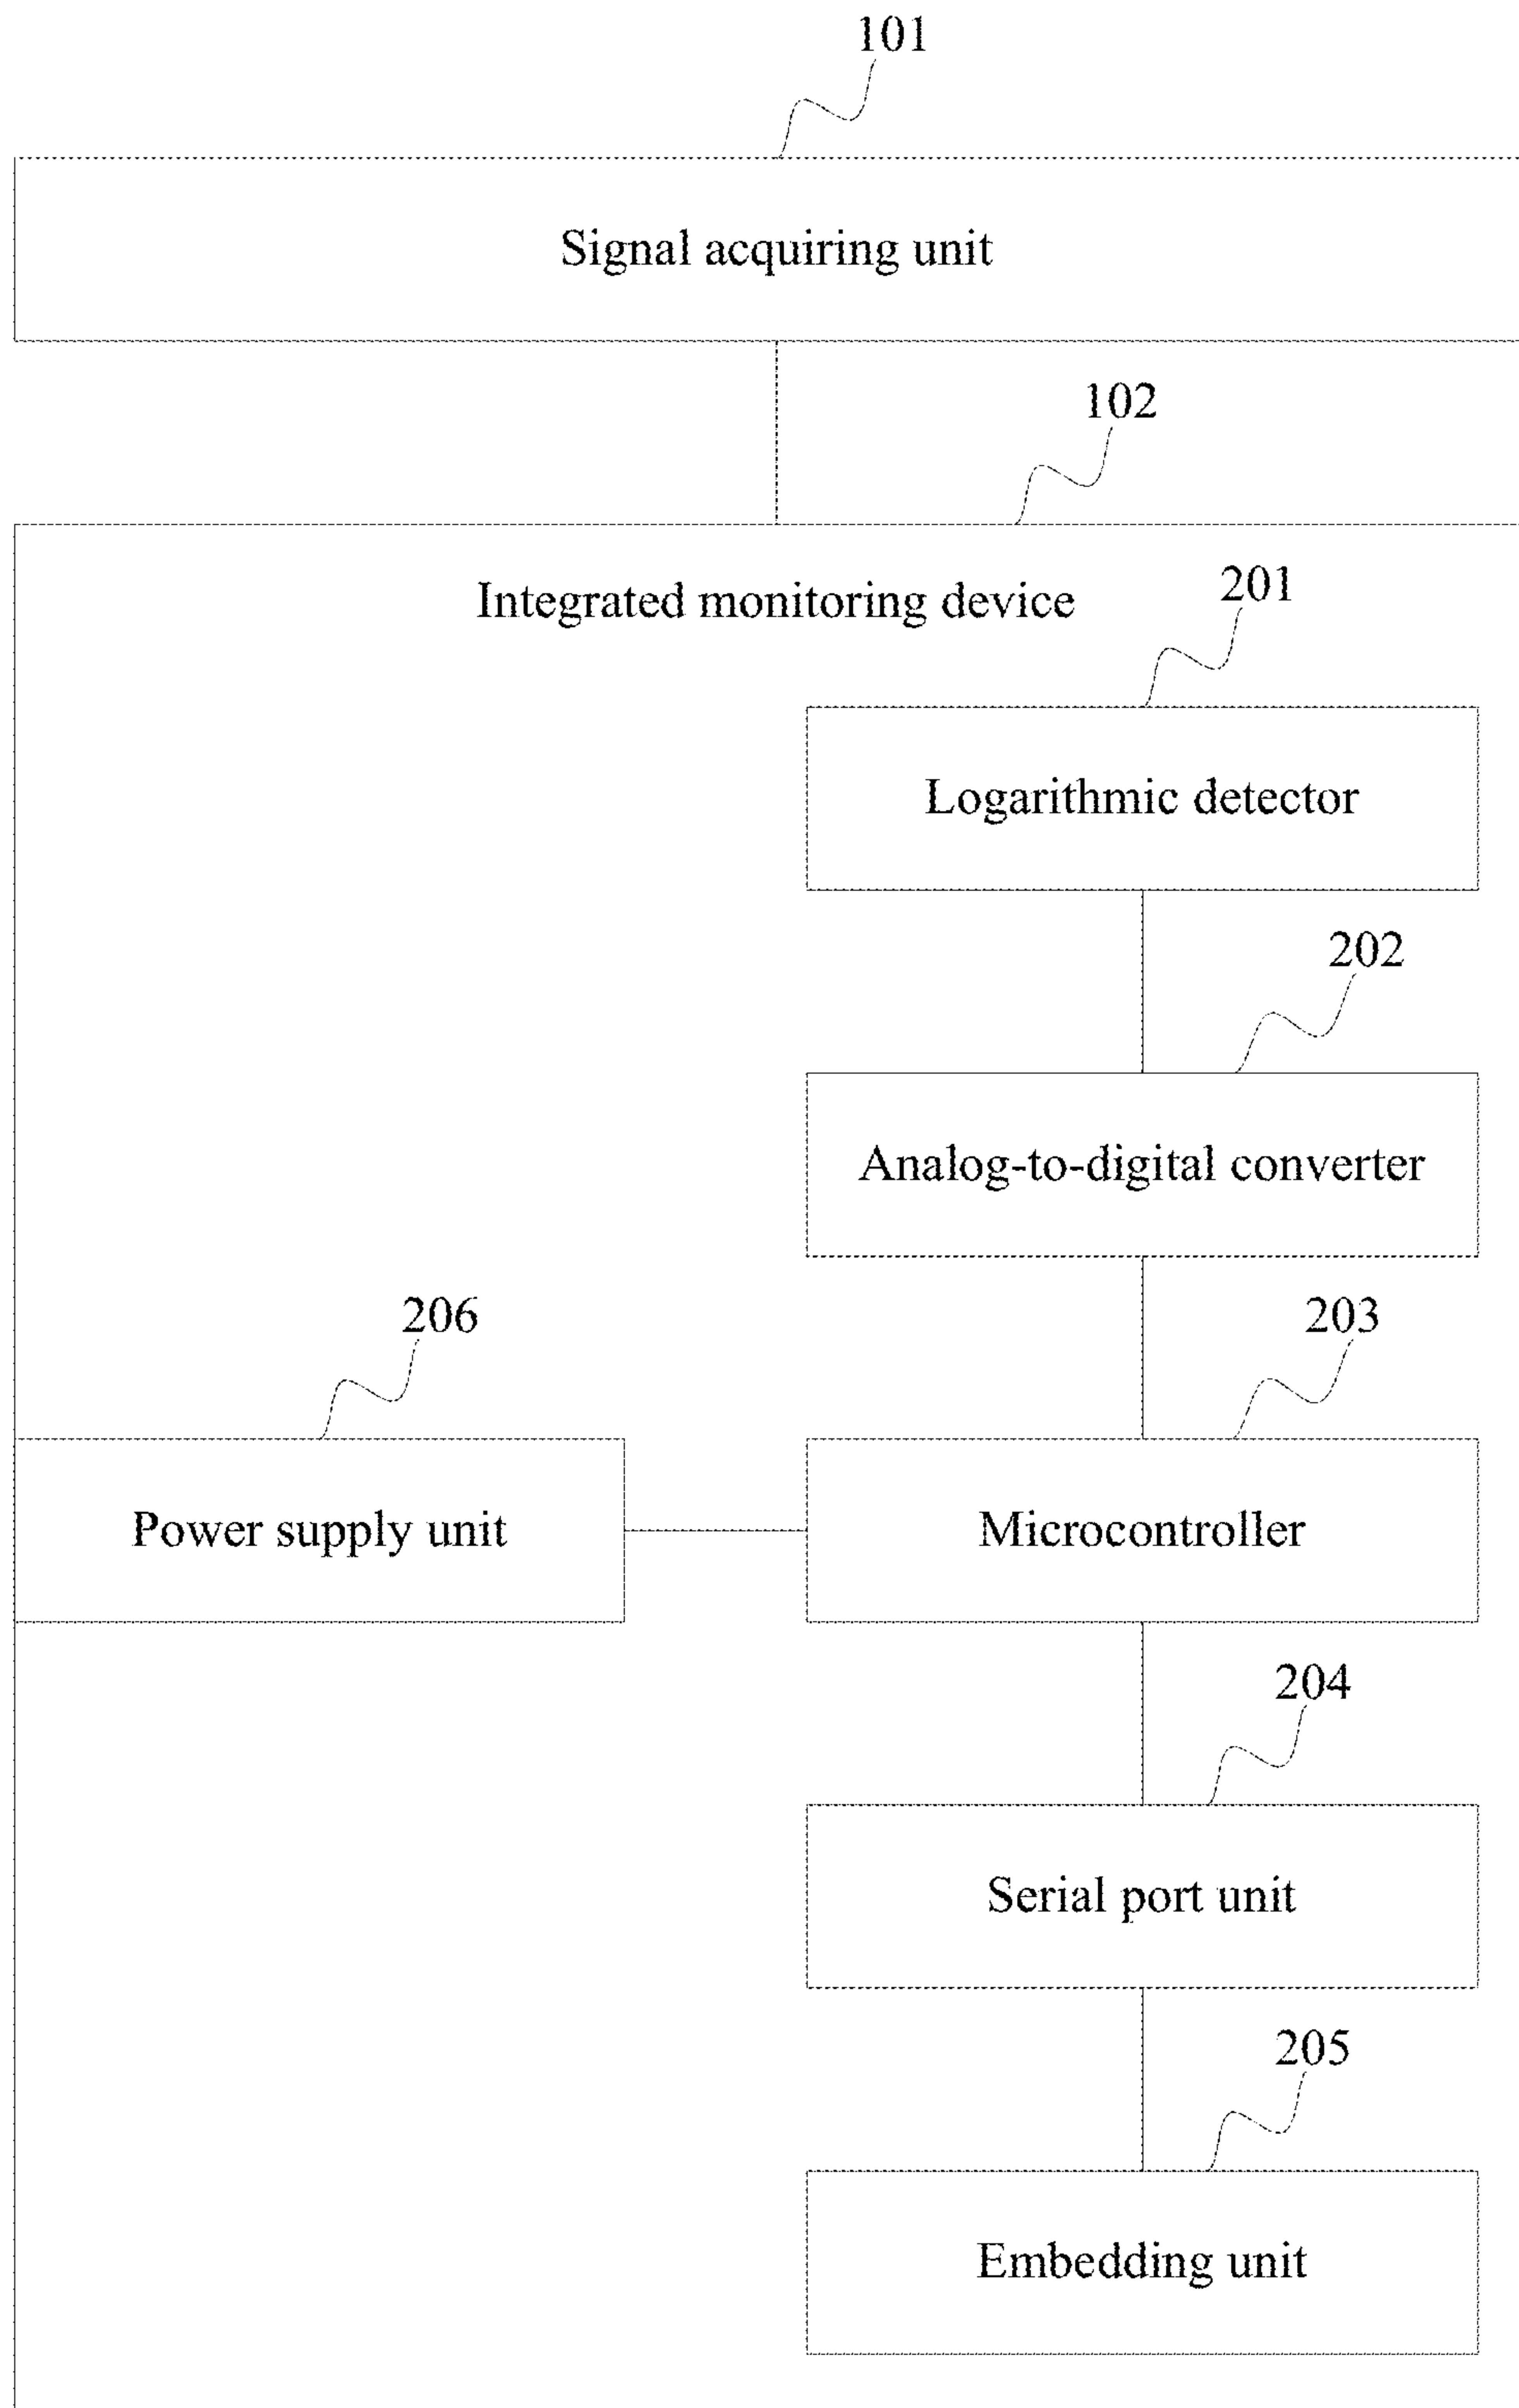 101
Signal acquiring unit
102
Integrated monitoring device
201
Logarithmic detector
202
Analog-to-digital converter
206
203
Power supply unit
Microcontroller
204
Serial port unit
205
Embedding unit